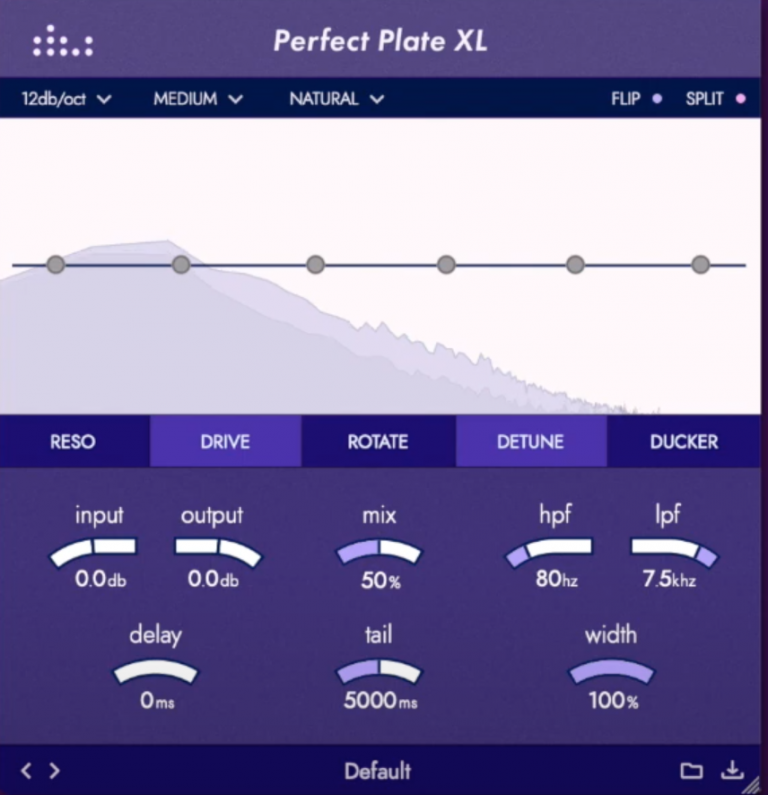 Perfect Plate XL
12db/oct MEDIUM NATURAL FLIP SPLIT
RESO DRIVE ROTATE DETUNE DUCKER
input output mix hpf lpf
0.0db 0.0db 50% 80hz 7.5khz
delay tail width
0ms 5000ms 100%
Default